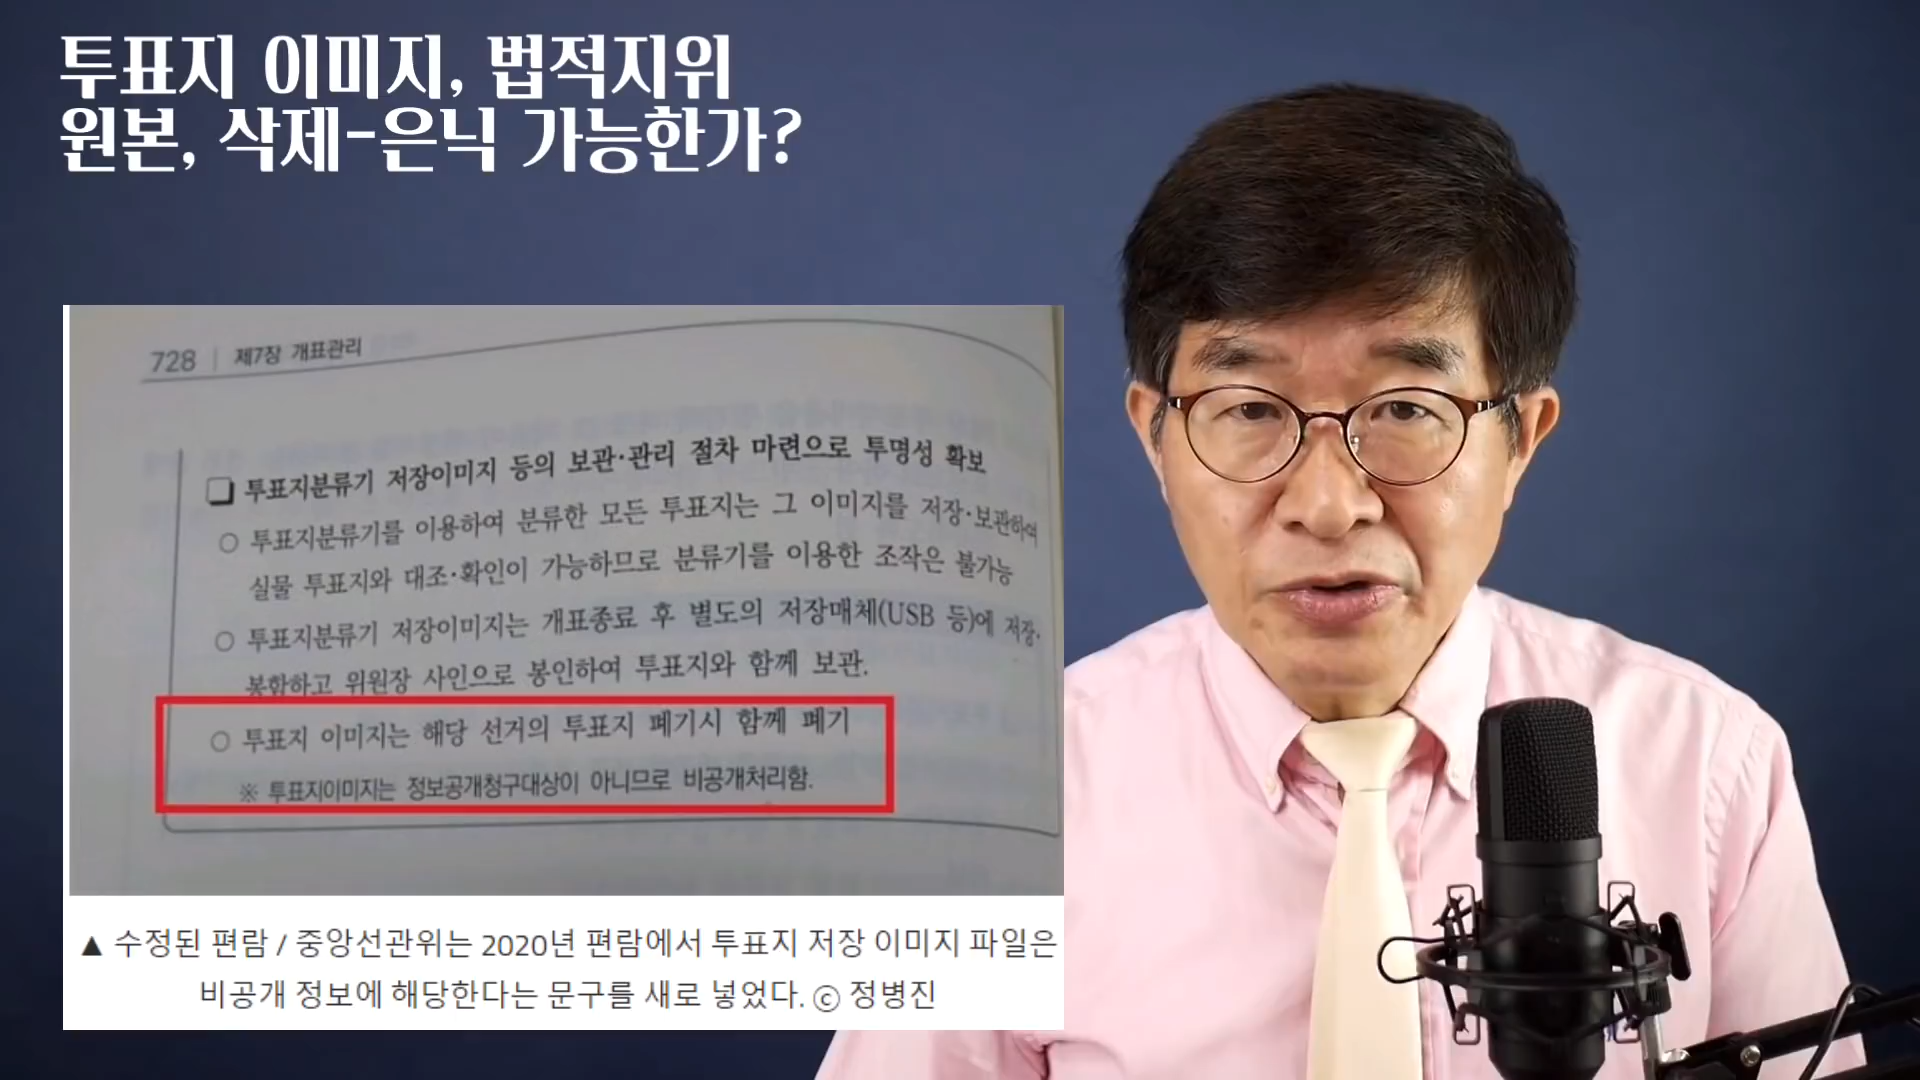 투표지 이미지, 법적지위
원본, 삭제-은닉 가능한가?
728 | 제7장 개표관리
❏ 투표지분류기 저장이미지 등의 보관·관리 절차 마련으로 투명성 확보
○ 투표지분류기를 이용하여 분류한 모든 투표지는 그 이미지를 저장·보관하여
실물 투표지와 대조·확인이 가능하므로 분류기를 이용한 조작은 불가능
○ 투표지분류기 저장이미지는 개표종료 후 별도의 저장매체(USB 등)에 저장·
봉함하고 위원장 사인으로 봉인하여 투표지와 함께 보관.
○ 투표지 이미지는 해당 선거의 투표지 폐기시 함께 폐기
※ 투표지이미지는 정보공개청구대상이 아니므로 비공개처리함.
▲ 수정된 편람 / 중앙선관위는 2020년 편람에서 투표지 저장 이미지 파일은
비공개 정보에 해당한다는 문구를 새로 넣었다. ⓒ 정병진